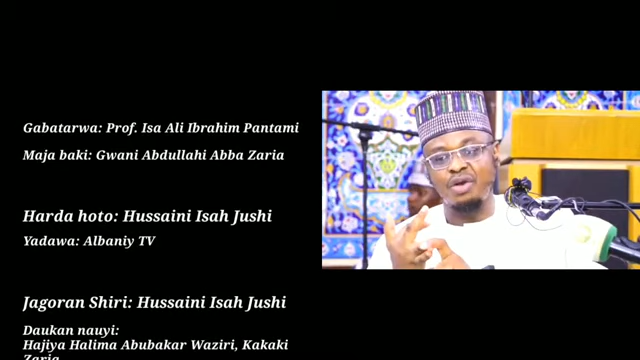 Gabatarwa: Prof. Isa Ali Ibrahim Pantami
Maja baki: Gwani Abdullahi Abba Zaria
Harda hoto: Hussaini Isah Jushi
Yadawa: Albaniy TV
Jagoran Shiri: Hussaini Isah Jushi
Daukan nauyi:
Hajiya Halima Abubakar Waziri, Kakaki
Zaria